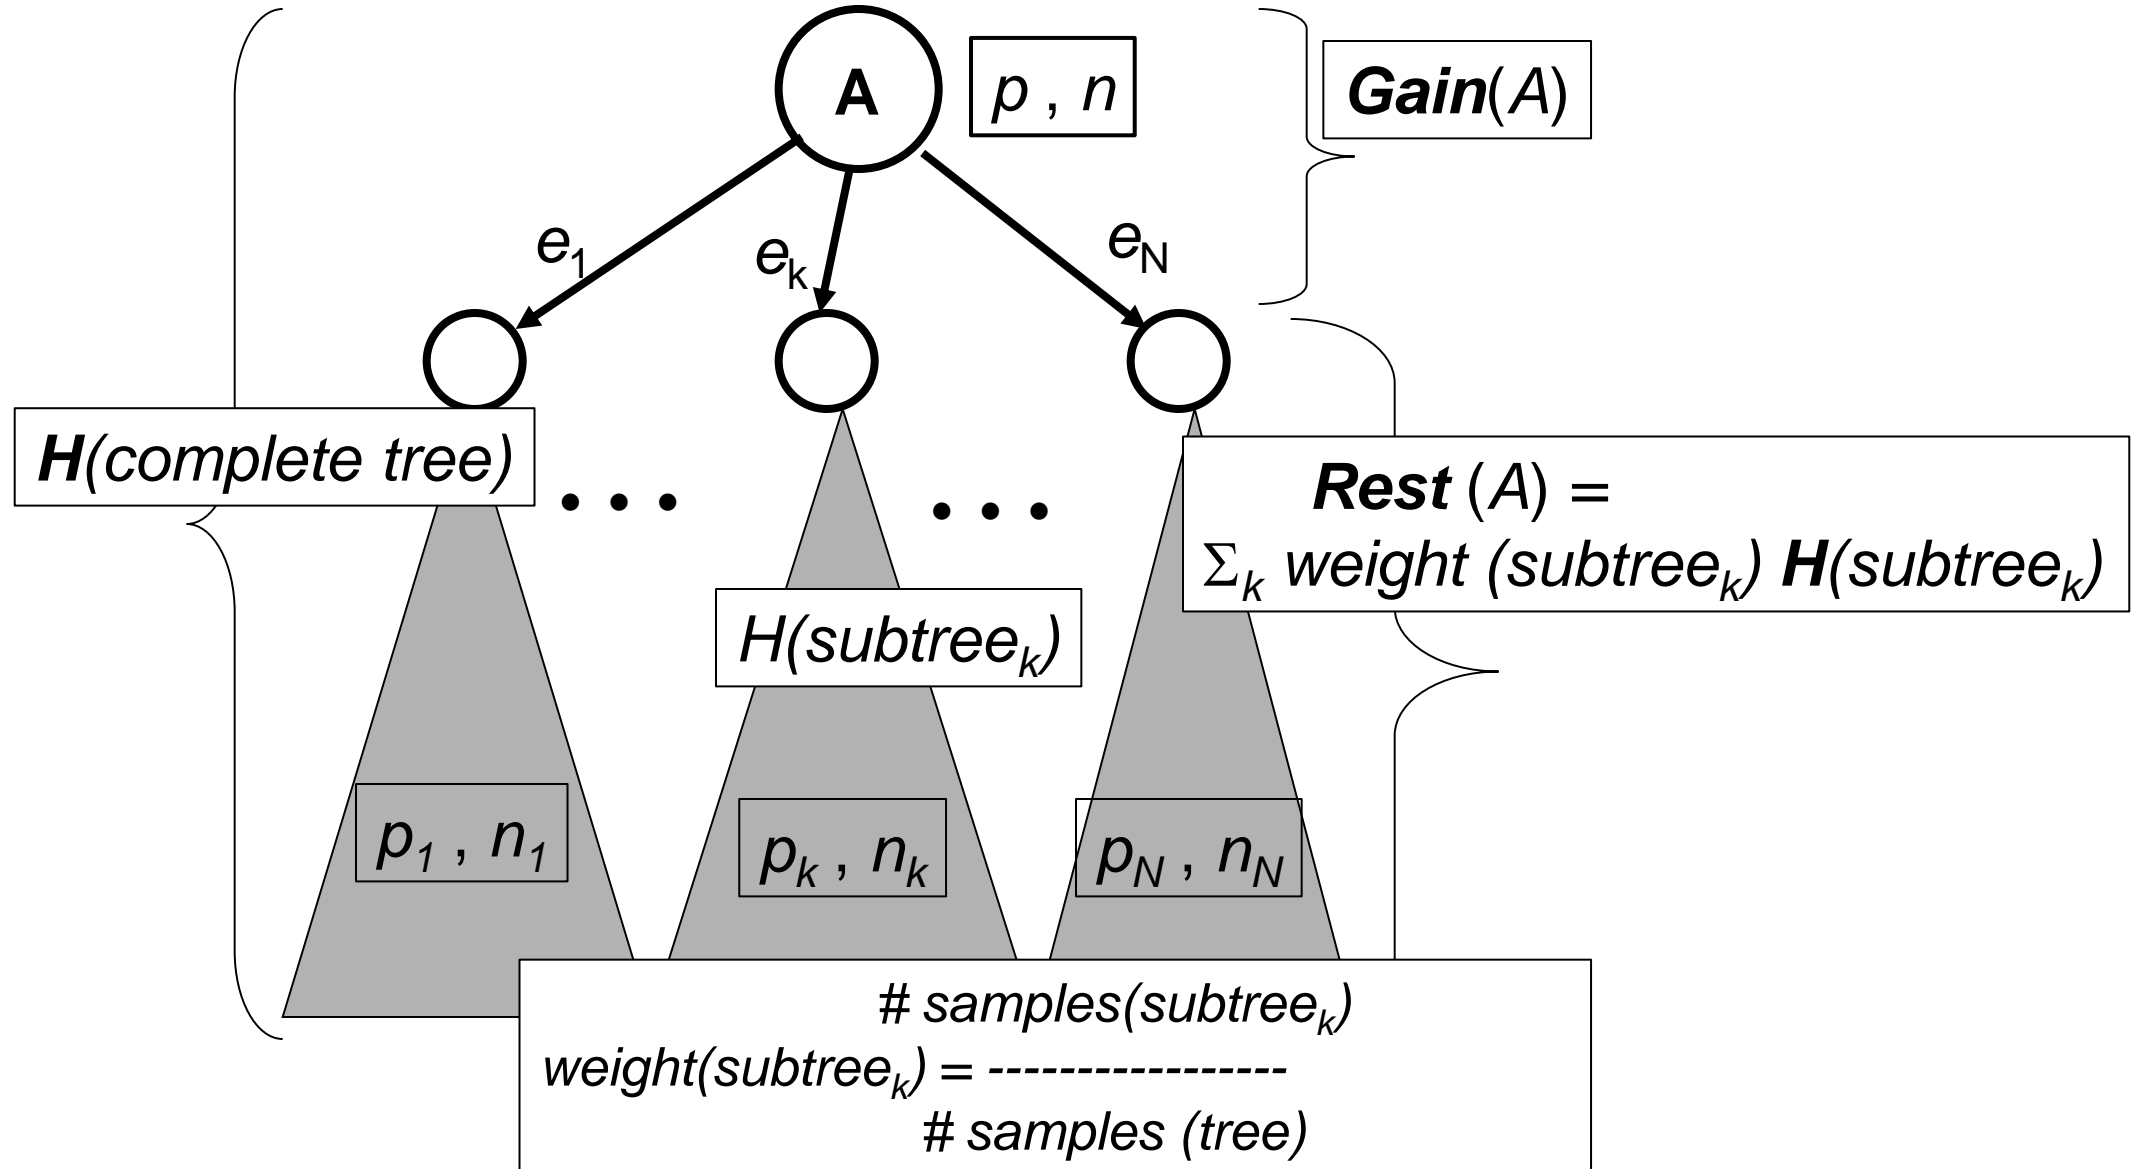 A
p , n
Gain(A)
e1
ek
eN
H(complete tree)
• • •
• • •
Rest (A) =
Σk weight (subtreek) H(subtreek)
H(subtreek)
p1 , n1
pk , nk
pN , nN
# samples(subtreek)
weight(subtreek) = -----------------
# samples (tree)